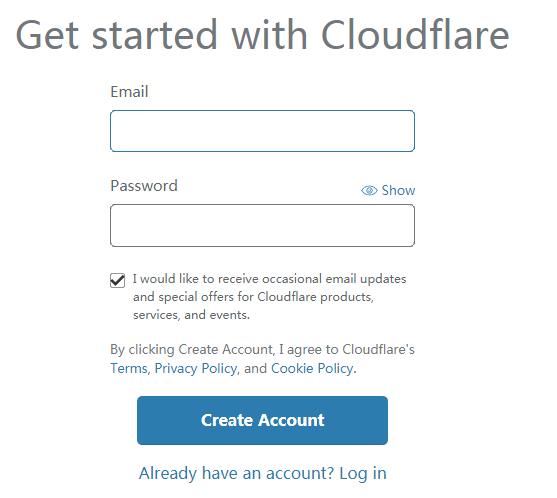 Get started with Cloudflare
Email
Password
Show
I would like to receive occasional email updates
and special offers for Cloudflare products,
services, and events.
By clicking Create Account, I agree to Cloudflare's
Terms, Privacy Policy, and Cookie Policy.
Create Account
Already have an account? Log in